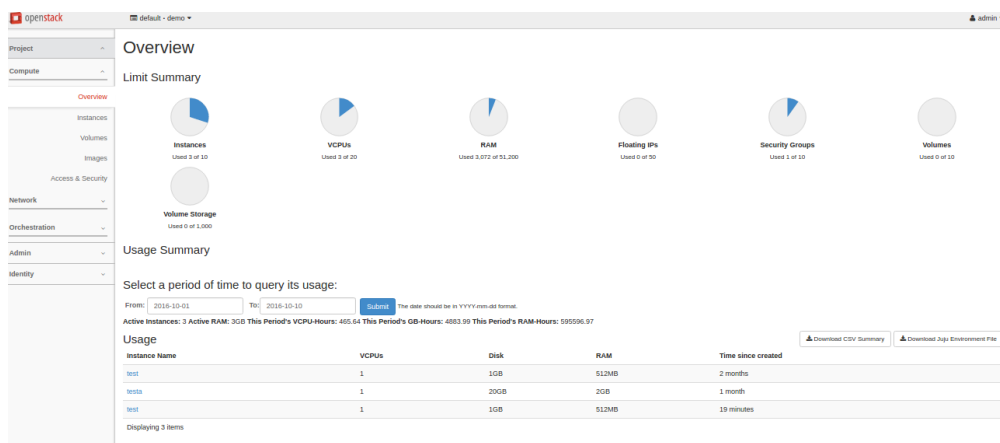 openstack
default - demo
admin
Project
Compute
Overview
Instances
Volumes
Images
Access & Security
Network
Orchestration
Admin
Identity
Overview
Limit Summary
Instances
Used 3 of 10
VCPUs
Used 3 of 20
RAM
Used 3,072 of 51,200
Floating IPs
Used 0 of 50
Security Groups
Used 1 of 10
Volumes
Used 0 of 10
Volume Storage
Used 0 of 1,000
Usage Summary
Select a period of time to query its usage:
From: 2016-10-01 To: 2016-10-10 Submit The date should be in YYYY-mm-dd format.
Active Instances: 3 Active RAM: 3GB This Period's VCPU-Hours: 465.64 This Period's GB-Hours: 4883.99 This Period's RAM-Hours: 595596.97
Usage
Download CSV Summary Download Juju Environment File
Instance Name VCPUs Disk RAM Time since created
test 1 1GB 512MB 2 months
testa 1 20GB 2GB 1 month
test 1 1GB 512MB 19 minutes
Displaying 3 items